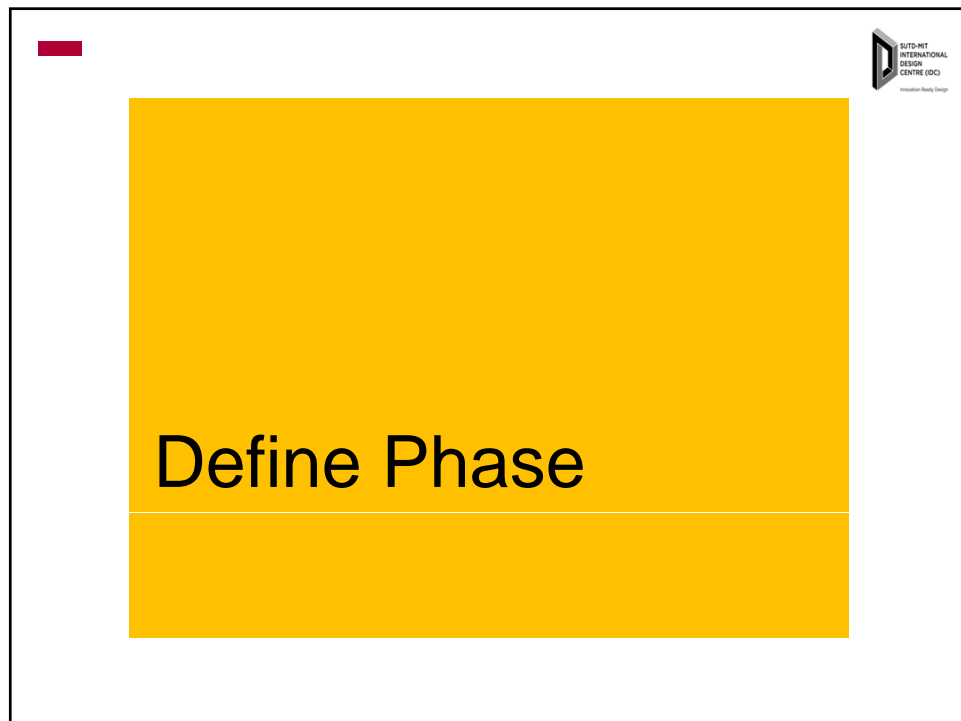 SUTD-MIT
INTERNATIONAL
DESIGN
CENTRE (IDC)
Innovation Ready Design
Define Phase